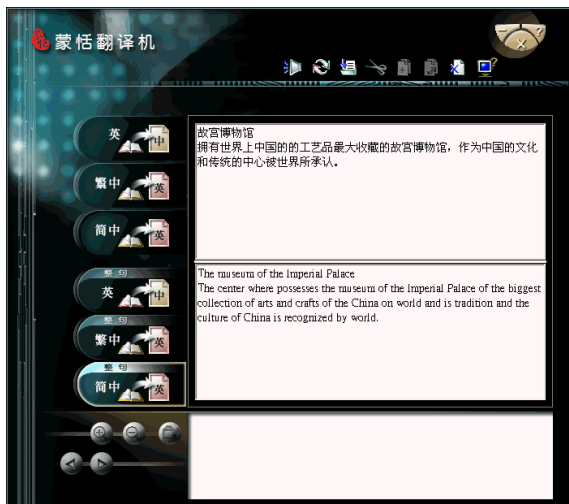 蒙恬翻译机
英 中
繁中 英
简中 英
整句
英 中
整句
繁中 英
整句
简中 英
故宫博物馆
拥有世界上中国的的工艺品最大收藏的故宫博物馆，作为中国的文化
和传统的中心被世界所承认。
The museum of the Imperial Palace
The center where possesses the museum of the Imperial Palace of the biggest
collection of arts and crafts of the China on world and is tradition and the
culture of China is recognized by world.